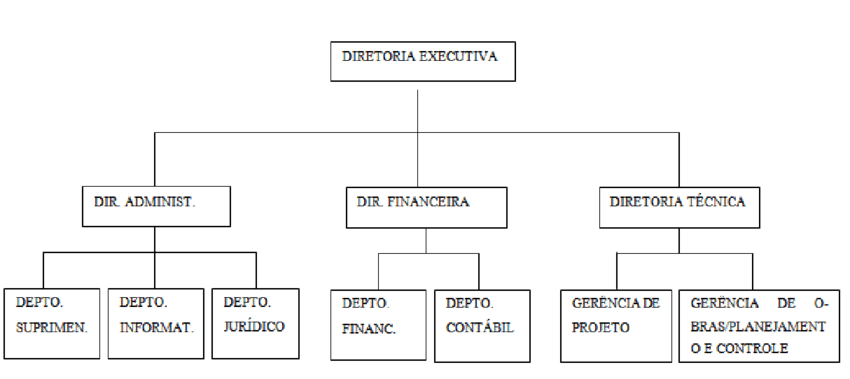 DIRETORIA EXECUTIVA
DIR. ADMINIST.
DIR. FINANCEIRA
DIRETORIA TÉCNICA
DEPTO.
SUPRIMEN.
DEPTO.
INFORMAT.
DEPTO.
JURÍDICO
DEPTO.
FINANC.
DEPTO.
CONTÁBIL
GERÊNCIA DE
PROJETO
GERÊNCIA DE O-
BRAS/PLANEJAMENT
O E CONTROLE